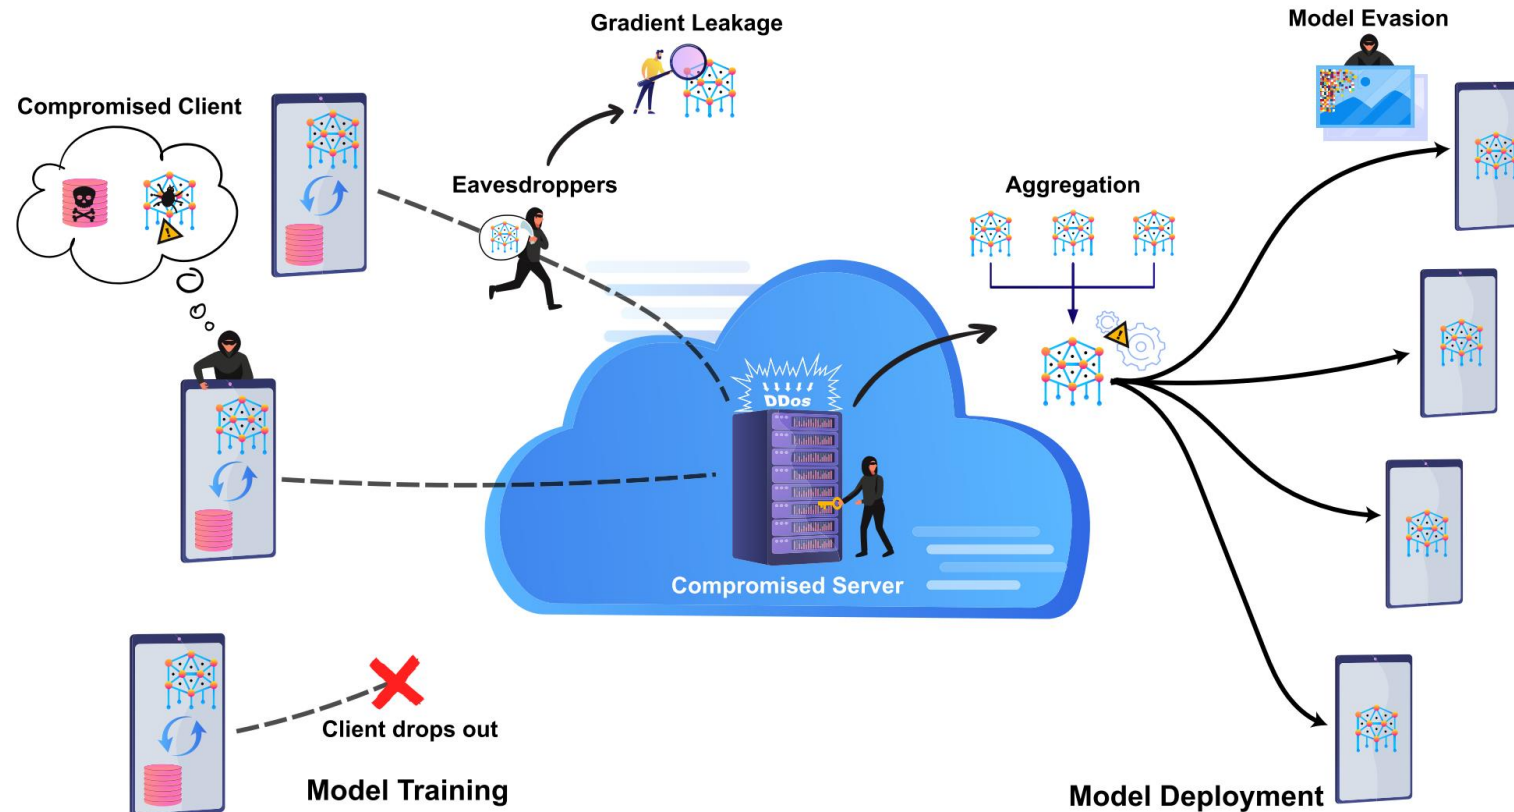 Gradient Leakage
Model Evasion
Compromised Client
Eavesdroppers
Aggregation
DDos
Compromised Server
Client drops out
Model Training
Model Deployment